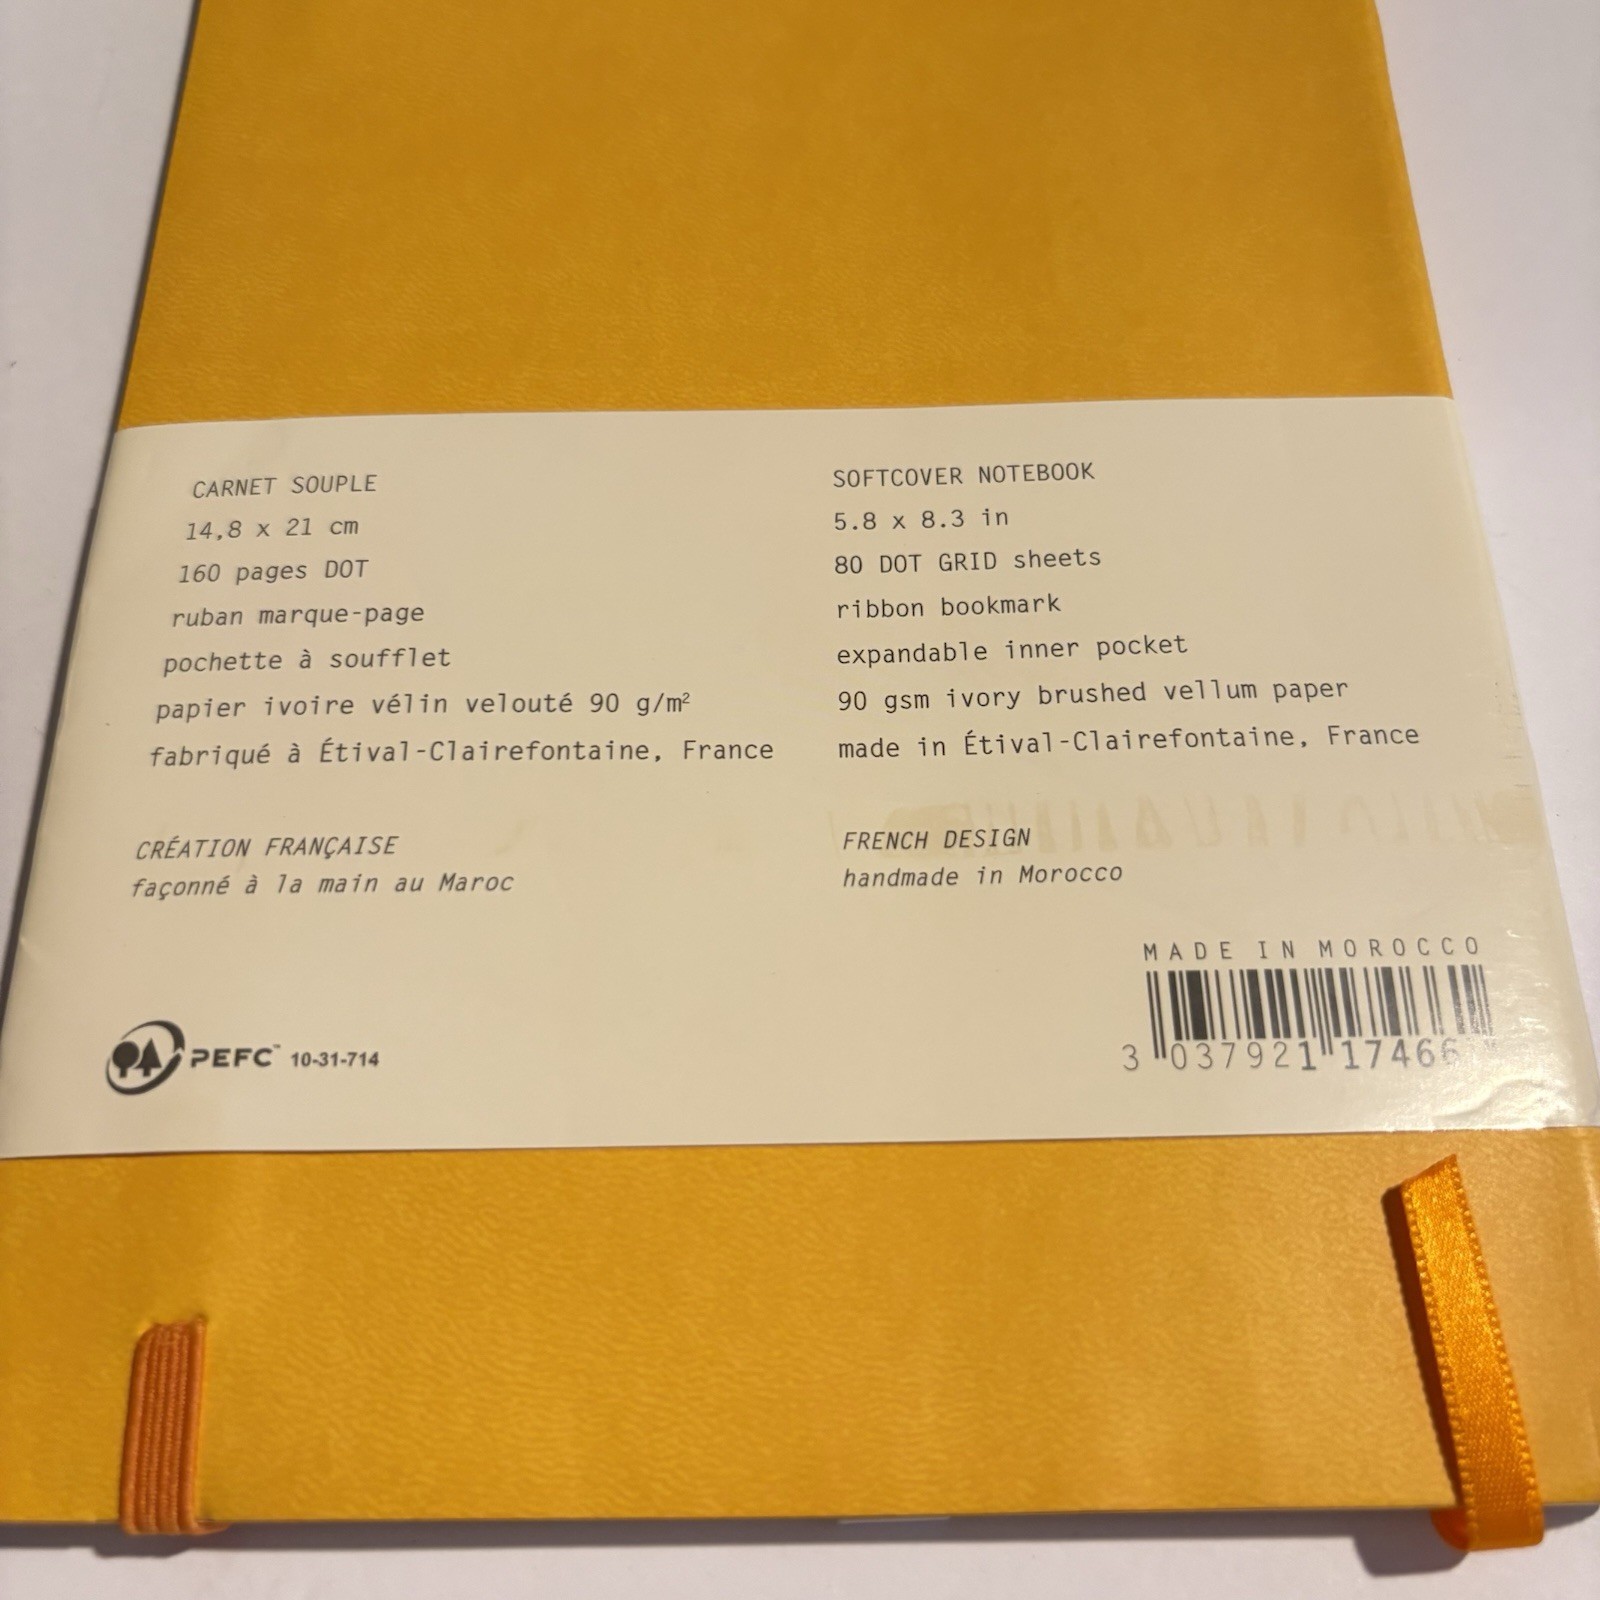 CARNET SOUPLE
14,8 x 21 cm
160 pages DOT
ruban marque-page
pochette à soufflet
papier ivoire vélin velouté 90 g/m²
fabriqué à Étival-Clairefontaine, France
CRÉATION FRANÇAISE
façonné à la main au Maroc
SOFTCOVER NOTEBOOK
5.8 x 8.3 in
80 DOT GRID sheets
ribbon bookmark
expandable inner pocket
90 gsm ivory brushed vellum paper
made in Étival-Clairefontaine, France
FRENCH DESIGN
handmade in Morocco
MADE IN MOROCCO
3 037921
PEFC™ 10-31-714